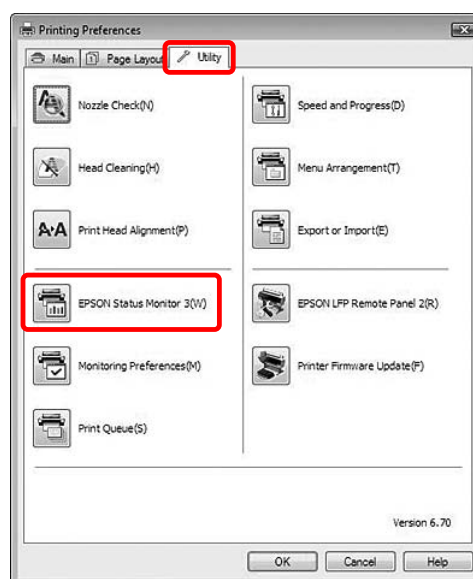 Printing Preferences
Main
Page Layout
Utility
Nozzle Check(N)
Speed and Progress(D)
Head Cleaning(H)
Menu Arrangement(T)
Print Head Alignment(P)
Export or Import(E)
EPSON Status Monitor 3(W)
EPSON LFP Remote Panel 2(R)
Monitoring Preferences(M)
Printer Firmware Update(F)
Print Queue(S)
Version 6.70
OK
Cancel
Help